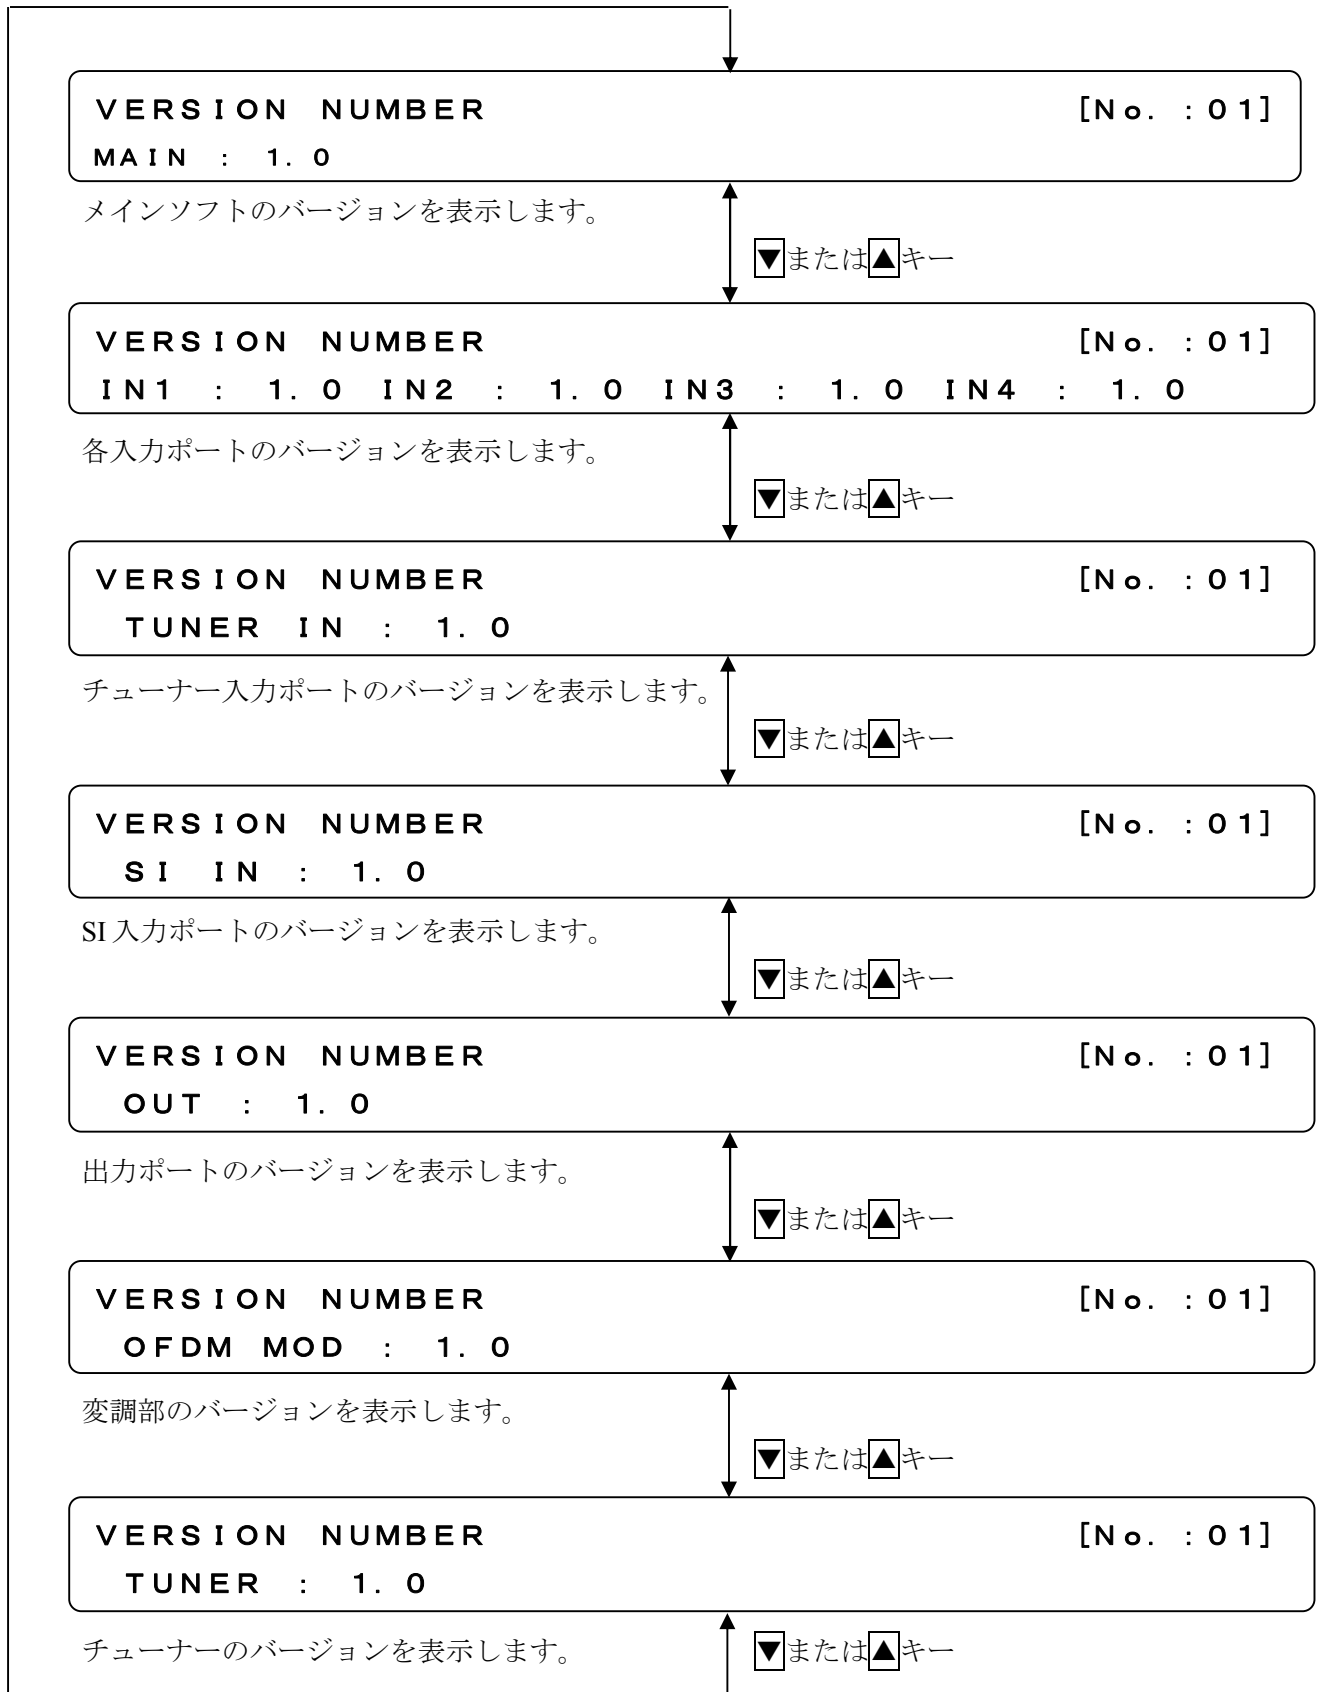 VERSION NUMBER [No. :01]
MAIN : 1.0
メインソフトのバージョンを表示します。
▼または▲キー
VERSION NUMBER [No. :01]
IN1 : 1.0 IN2 : 1.0 IN3 : 1.0 IN4 : 1.0
各入力ポートのバージョンを表示します。
▼または▲キー
VERSION NUMBER [No. :01]
TUNER IN : 1.0
チューナー入力ポートのバージョンを表示します。
▼または▲キー
VERSION NUMBER [No. :01]
SI IN : 1.0
SI 入力ポートのバージョンを表示します。
▼または▲キー
VERSION NUMBER [No. :01]
OUT : 1.0
出力ポートのバージョンを表示します。
▼または▲キー
VERSION NUMBER [No. :01]
OFDM MOD : 1.0
変調部のバージョンを表示します。
▼または▲キー
VERSION NUMBER [No. :01]
TUNER : 1.0
チューナーのバージョンを表示します。
▼または▲キー